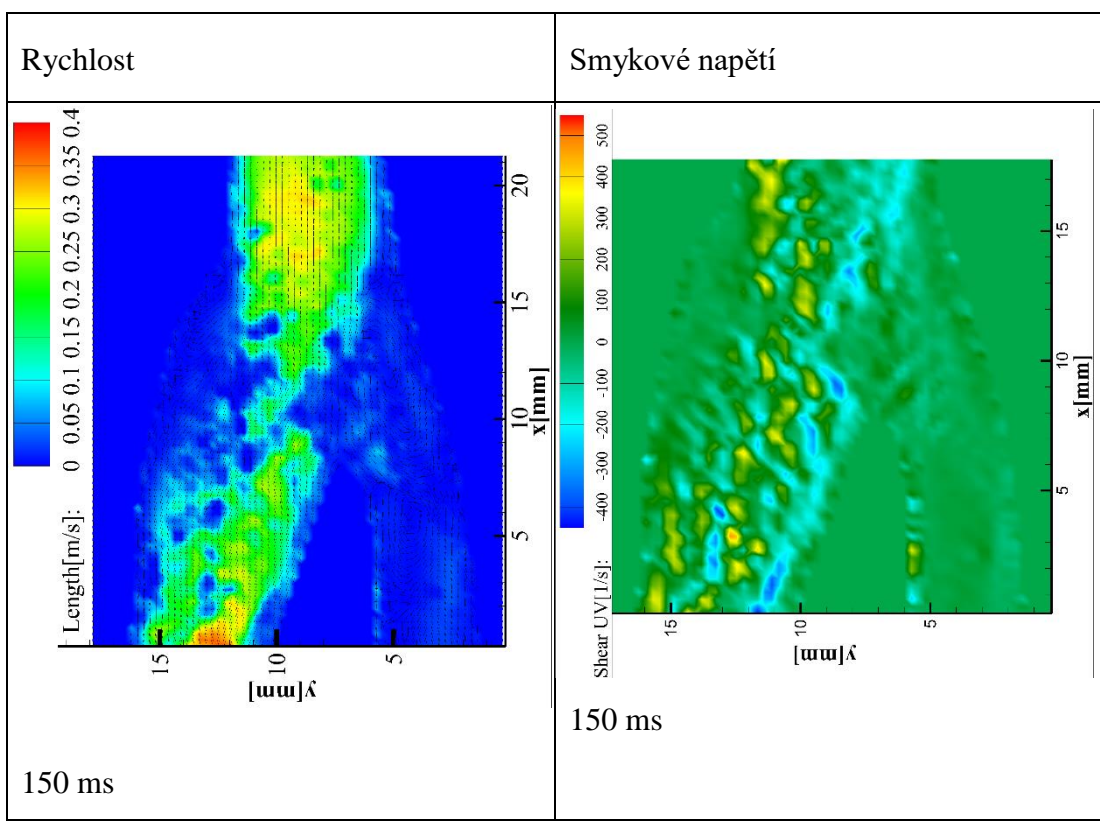 Rychlost
Smykové napětí
Length[m/s]:
0 0.05 0.1 0.15 0.2 0.25 0.3 0.35 0.4
5 10 15 20
x[mm]
15 10 5
y[mm]
150 ms
Shear UV[1/s]:
-400 -300 -200 -100 0 100 200 300 400 500
5 10 15
x[mm]
15 10 5
y[mm]
150 ms